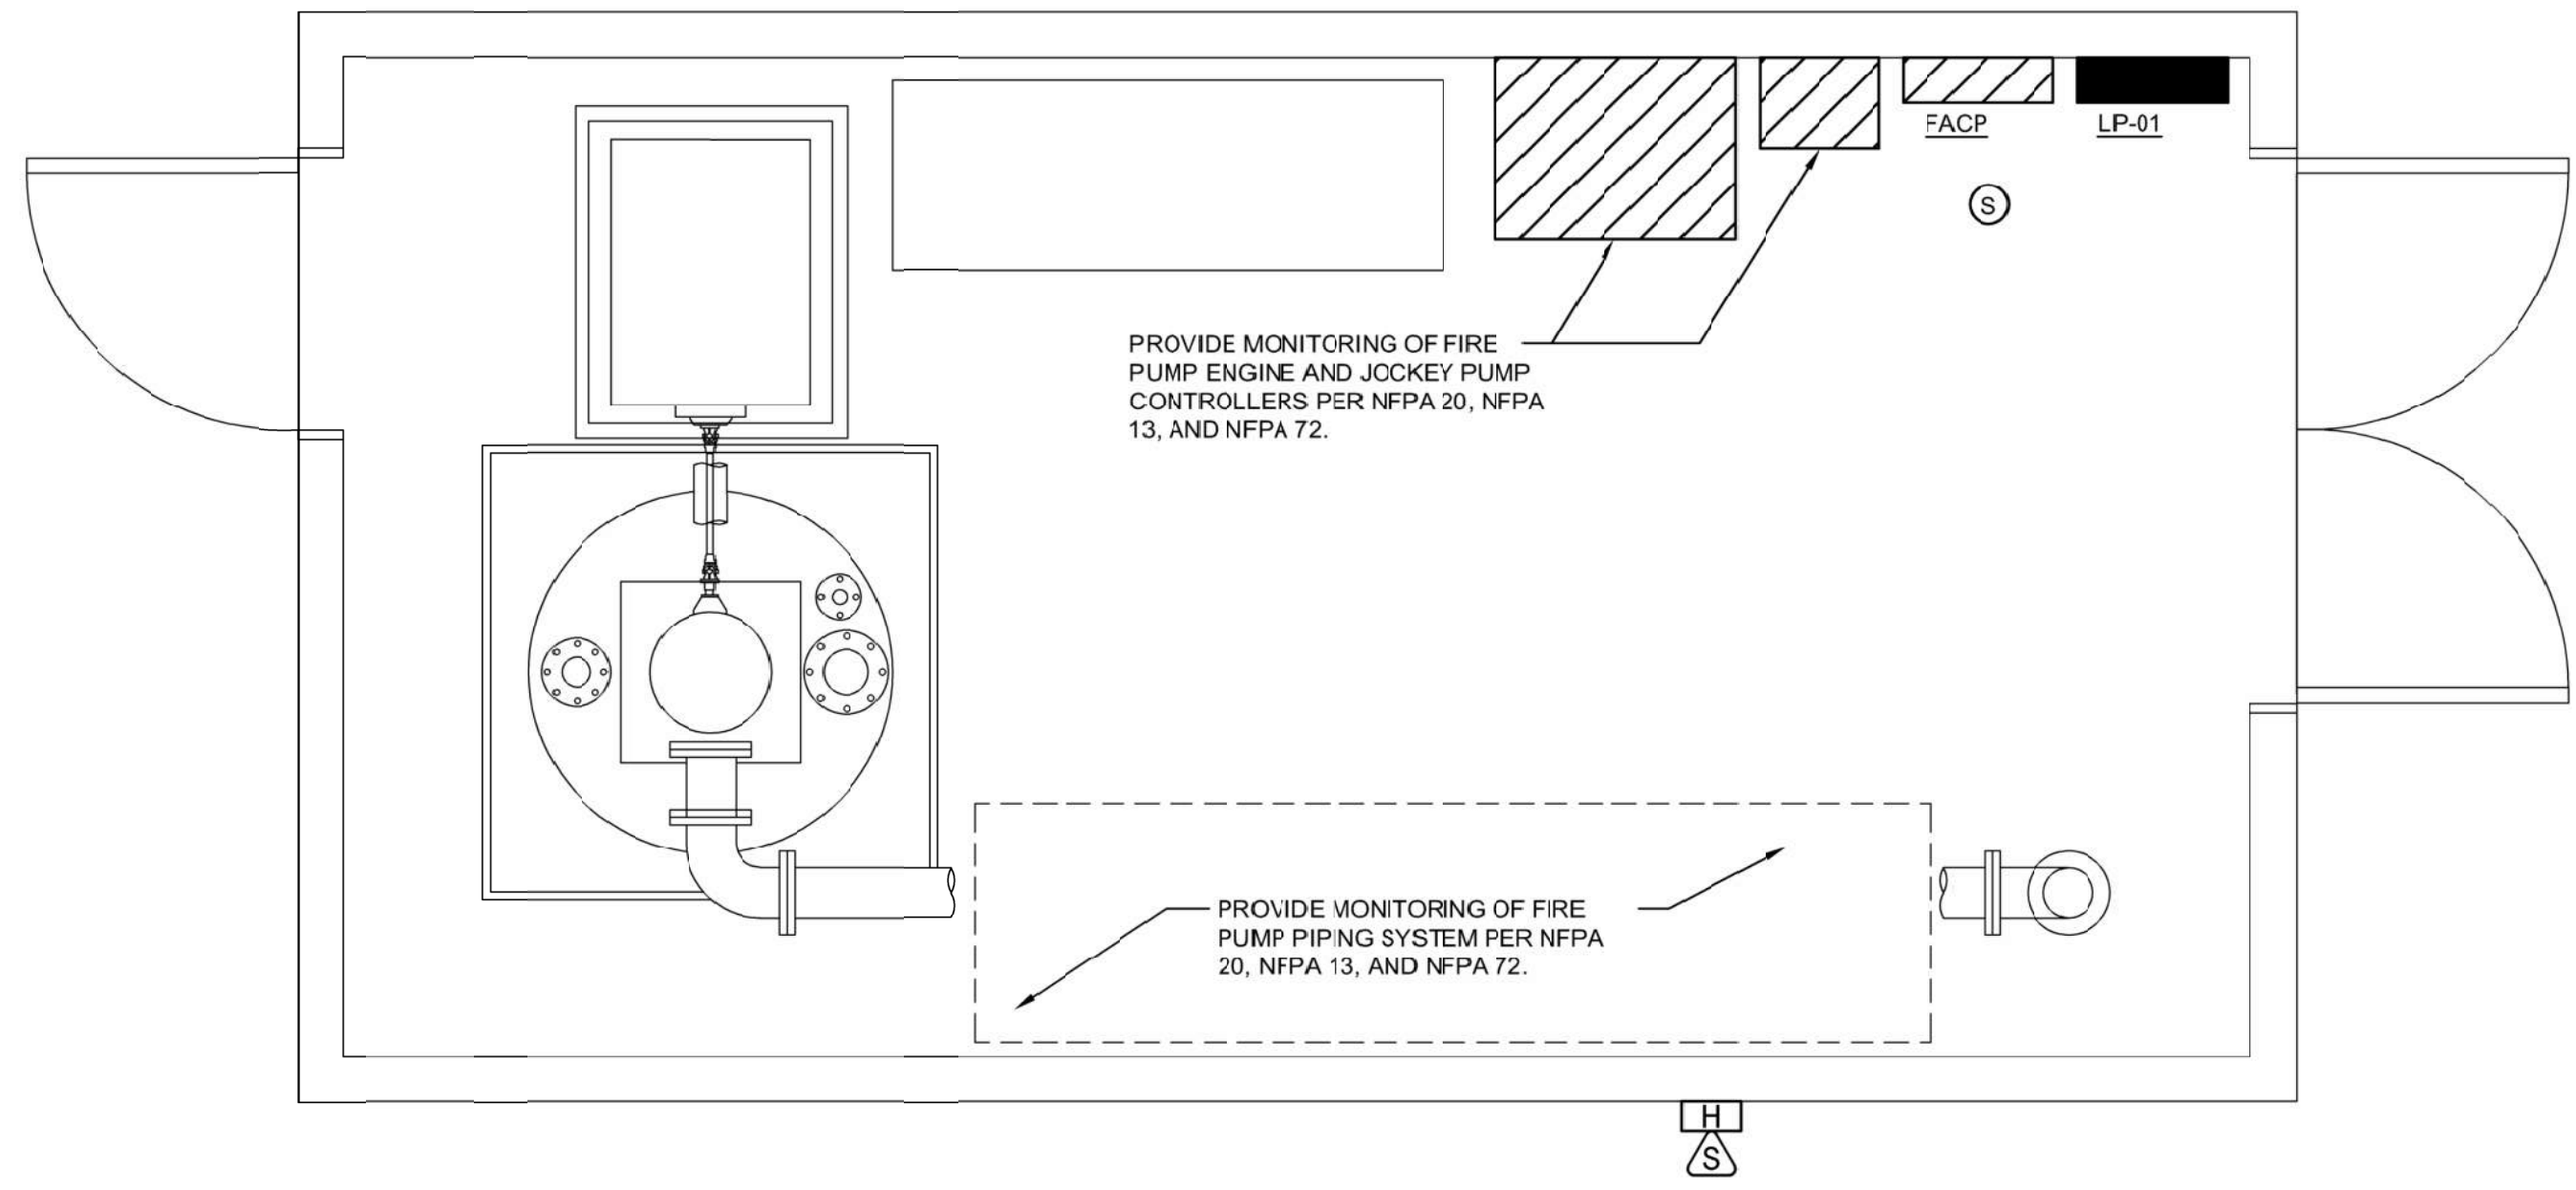 FACP
LP-01
S
PROVIDE MONITORING OF FIRE
PUMP ENGINE AND JOCKEY PUMP
CONTROLLERS PER NFPA 20, NFPA
13, AND NFPA 72.
PROVIDE MONITORING OF FIRE
PUMP PIPING SYSTEM PER NFPA
20, NFPA 13, AND NFPA 72.
H
S